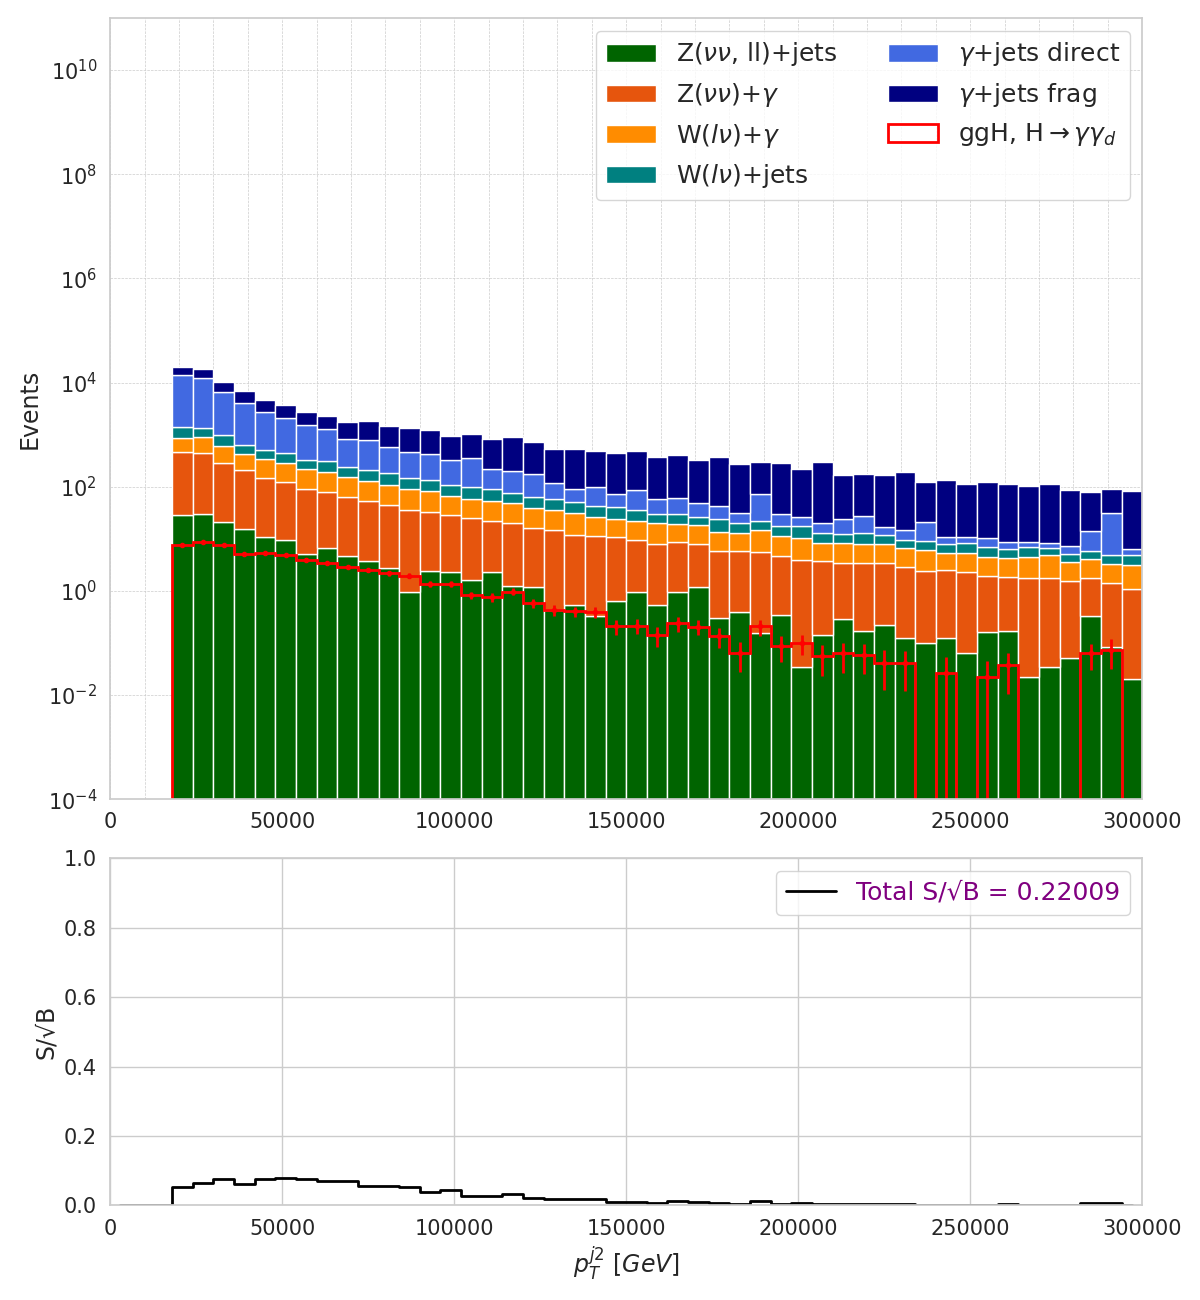 Z(νν, ll)+jets
Z(νν)+γ
W(lν)+γ
W(lν)+jets
γ+jets direct
γ+jets frag
ggH, H→γγ_d
Events
10^10
10^8
10^6
10^4
10^2
10^0
10^−2
10^−4
0 50000 100000 150000 200000 250000 300000
Total S/√B = 0.22009
S/√B
1.0
0.8
0.6
0.4
0.2
0.0
0 50000 100000 150000 200000 250000 300000
p_T^{j2} [GeV]